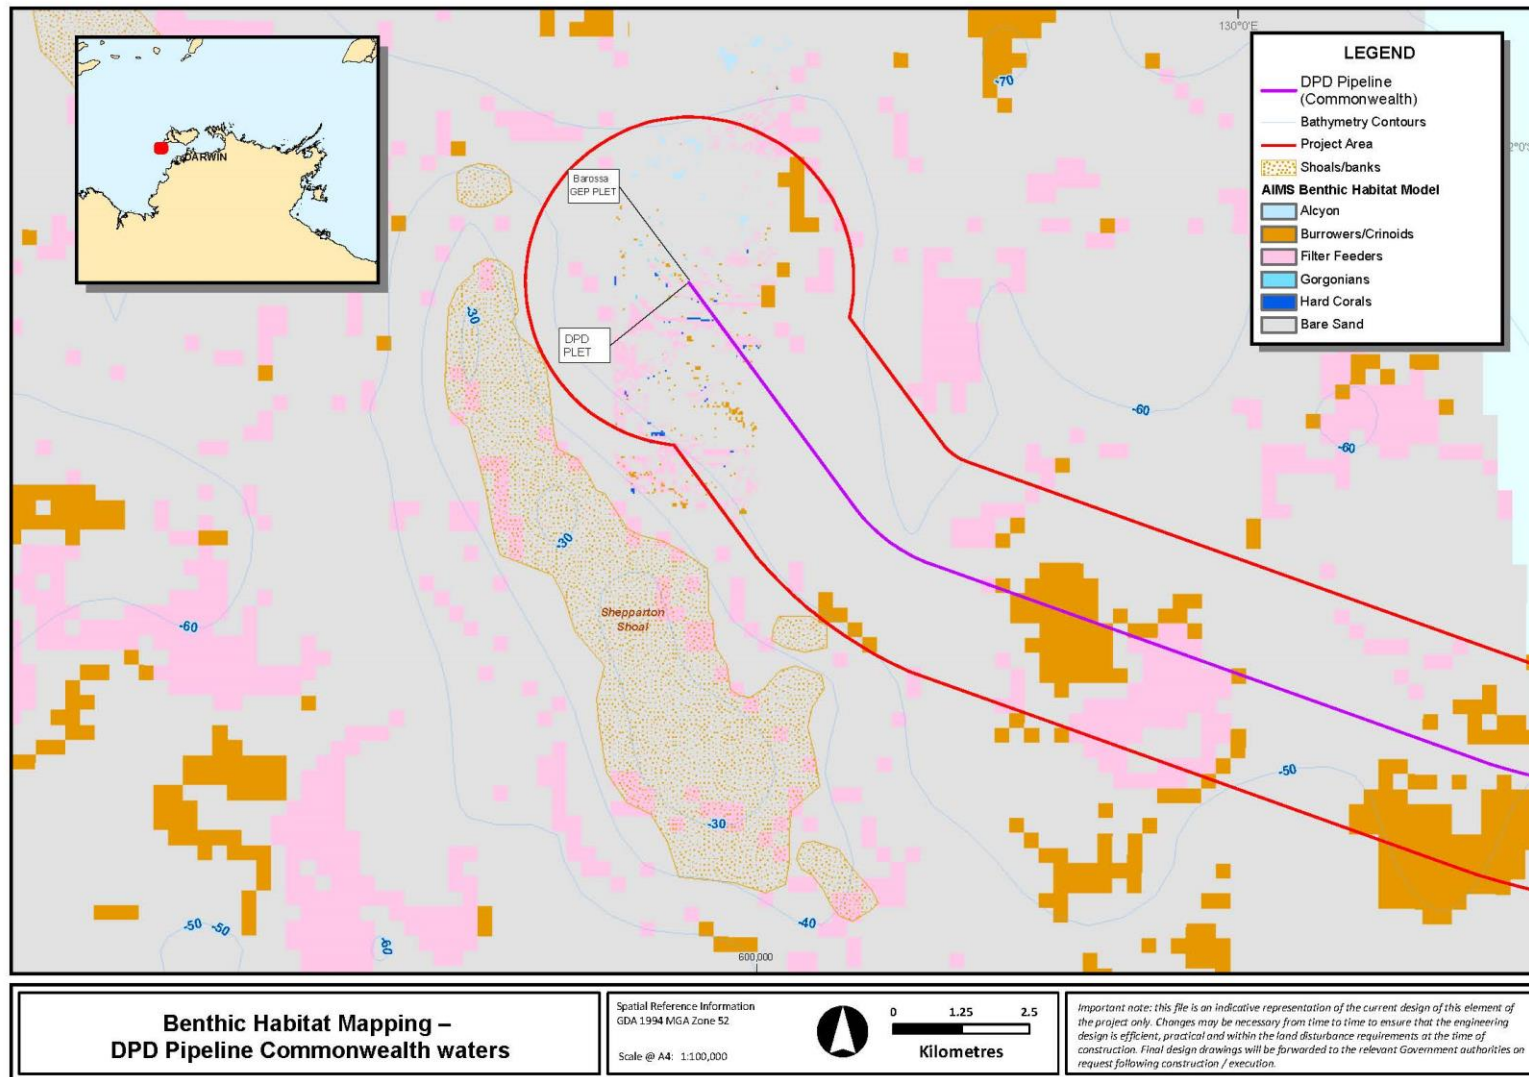 130°0'0"E
2°0'0"S
DARWIN
LEGEND
DPD Pipeline
(Commonwealth)
Bathymetry Contours
Project Area
Shoals/banks
AIMS Benthic Habitat Model
Alcyon
Burrowers/Crinoids
Filter Feeders
Gorgonians
Hard Corals
Bare Sand
-70
Barossa
GEP PLET
DPD
PLET
-30
-60
-60
-30
-60
Shepparton
Shoal
-50
-30
-50
-50
-60
-40
600,000
Benthic Habitat Mapping –
DPD Pipeline Commonwealth waters
Spatial Reference Information
GDA 1994 MGA Zone 52
Scale @ A4: 1:100,000
0 1.25 2.5
Kilometres
Important note: this file is an indicative representation of the current design of this element of
the project only. Changes may be necessary from time to time to ensure that the engineering
design is efficient, practical and within the land disturbance requirements at the time of
construction. Final design drawings will be forwarded to the relevant Government authorities on
request following construction / execution.